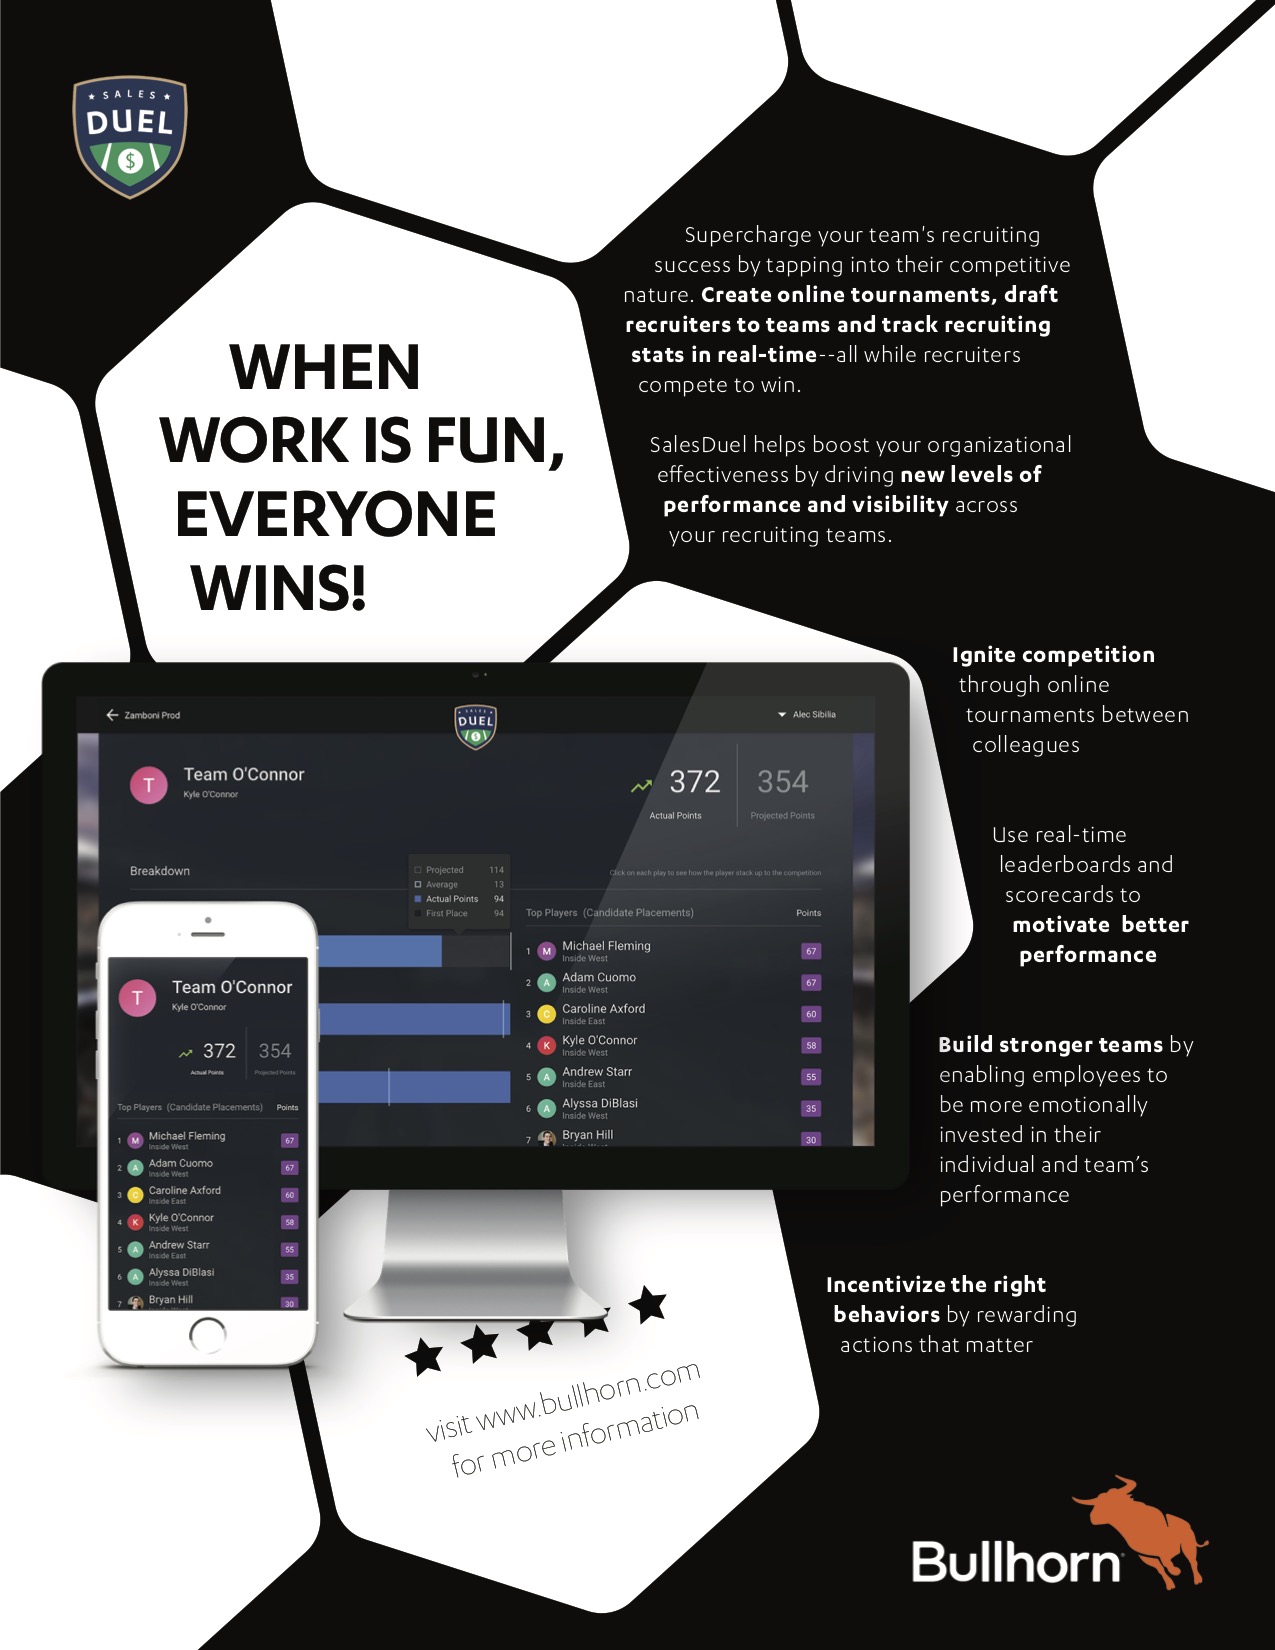 SALES
DUEL
$
Supercharge your team's recruiting
success by tapping into their competitive
nature. Create online tournaments, draft
recruiters to teams and track recruiting
stats in real-time--all while recruiters
compete to win.
WHEN
WORK IS FUN,
EVERYONE
WINS!
SalesDuel helps boost your organizational
effectiveness by driving new levels of
performance and visibility across
your recruiting teams.
Ignite competition
through online
tournaments between
colleagues
Use real-time
leaderboards and
scorecards to
motivate better
performance
Build stronger teams by
enabling employees to
be more emotionally
invested in their
individual and team’s
performance
Incentivize the right
behaviors by rewarding
actions that matter
Zamboni Prod
SALES
DUEL
$
Alec Sibilia
T
Team O'Connor
Kyle O'Connor
372
354
Actual Points
Projected Points
Breakdown
Projected 114
Average 13
Actual Points 94
First Place 94
Click on each play to see how the player stack up to the competition
Top Players (Candidate Placements) Points
1 M Michael Fleming 67
Inside West
2 A Adam Cuomo 67
Inside West
3 C Caroline Axford 60
Inside East
4 K Kyle O'Connor 58
Inside West
5 A Andrew Starr 55
Inside East
6 A Alyssa DiBlasi 35
Inside West
7 Bryan Hill 30
Inside West
T
Team O'Connor
Kyle O'Connor
372
354
Actual Points
Projected Points
Top Players (Candidate Placements) Points
1 M Michael Fleming 67
Inside West
2 A Adam Cuomo 67
Inside West
3 C Caroline Axford 60
Inside East
4 K Kyle O'Connor 58
Inside West
5 A Andrew Starr 55
Inside East
6 A Alyssa DiBlasi 35
Inside West
7 Bryan Hill 30
visit www.bullhorn.com
for more information
Bullhorn